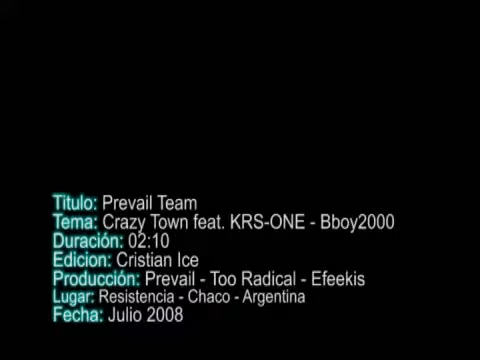 Titulo: Prevail Team
Tema: Crazy Town feat. KRS-ONE - Bboy2000
Duración: 02:10
Edicion: Cristian Ice
Producción: Prevail - Too Radical - Efeekis
Lugar: Resistencia - Chaco - Argentina
Fecha: Julio 2008